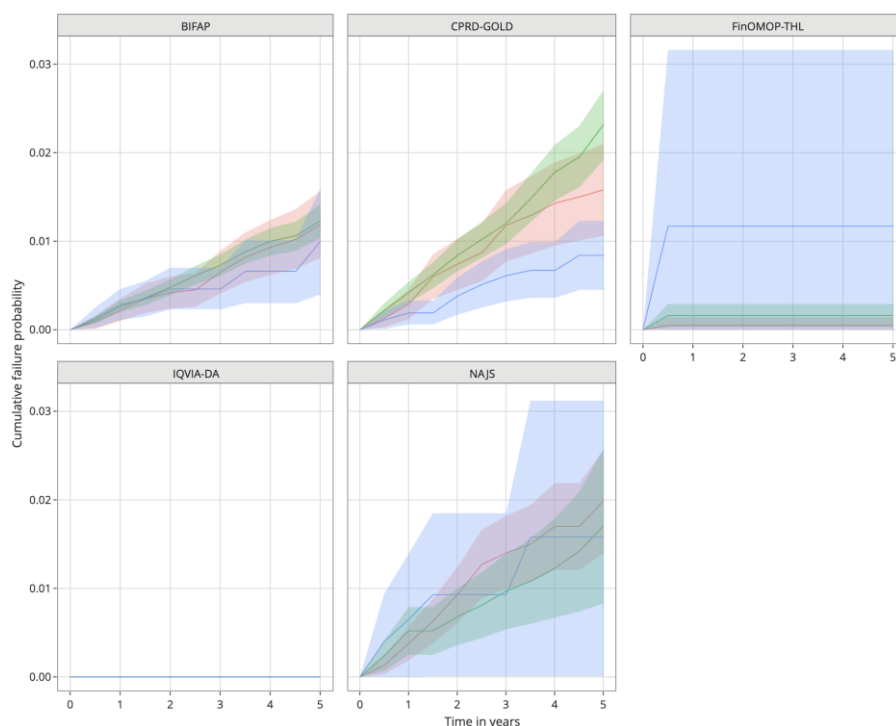 BIFAP
CPRD-GOLD
FinOMOP-THL
0.03
0.02
0.01
0.00
0 1 2 3 4 5
IQVIA-DA
NAJS
Cumulative failure probability
0.03
0.02
0.01
0.00
0 1 2 3 4 5
0 1 2 3 4 5
Time in years